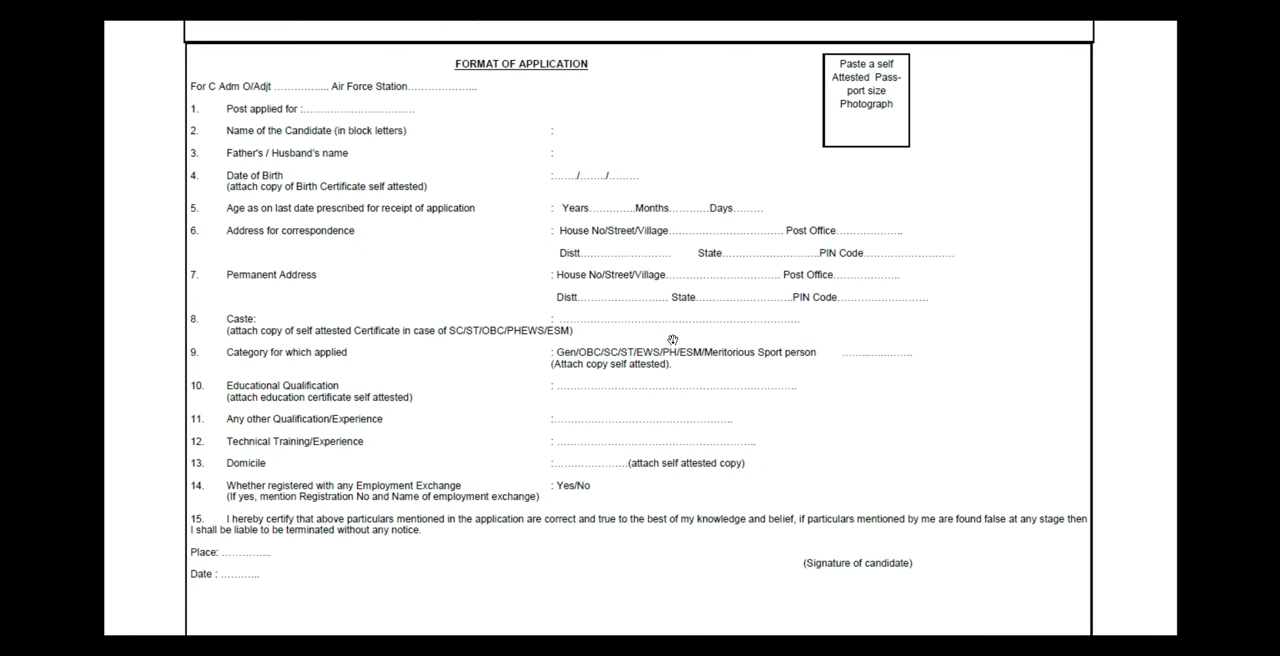 FORMAT OF APPLICATION
Paste a self
Attested Pass-
port size
Photograph
For C Adm O/Adjt ………….... Air Force Station………………...
1. Post applied for :…………………………
2. Name of the Candidate (in block letters) :
3. Father's / Husband's name :
4. Date of Birth :……./……../………
(attach copy of Birth Certificate self attested)
5. Age as on last date prescribed for receipt of application : Years………….Months………..Days………
6. Address for correspondence : House No/Street/Village…………………………. Post Office………………..
Distt……………………. State…………………….PIN Code……………………
7. Permanent Address : House No/Street/Village…………………………. Post Office………………..
Distt……………………. State…………………….PIN Code……………………
8. Caste: : …………………………………………………………
(attach copy of self attested Certificate in case of SC/ST/OBC/PHEWS/ESM)
9. Category for which applied : Gen/OBC/SC/ST/EWS/PH/ESM/Meritorious Sport person ………………..
(Attach copy self attested).
10. Educational Qualification : …………………………………………………………
(attach education certificate self attested)
11. Any other Qualification/Experience :…………………………………………..
12. Technical Training/Experience : ………………………………………………..
13. Domicile :…………………(attach self attested copy)
14. Whether registered with any Employment Exchange : Yes/No
(If yes, mention Registration No and Name of employment exchange)
15. I hereby certify that above particulars mentioned in the application are correct and true to the best of my knowledge and belief, if particulars mentioned by me are found false at any stage then
I shall be liable to be terminated without any notice.
Place: …………...
(Signature of candidate)
Date : ………...